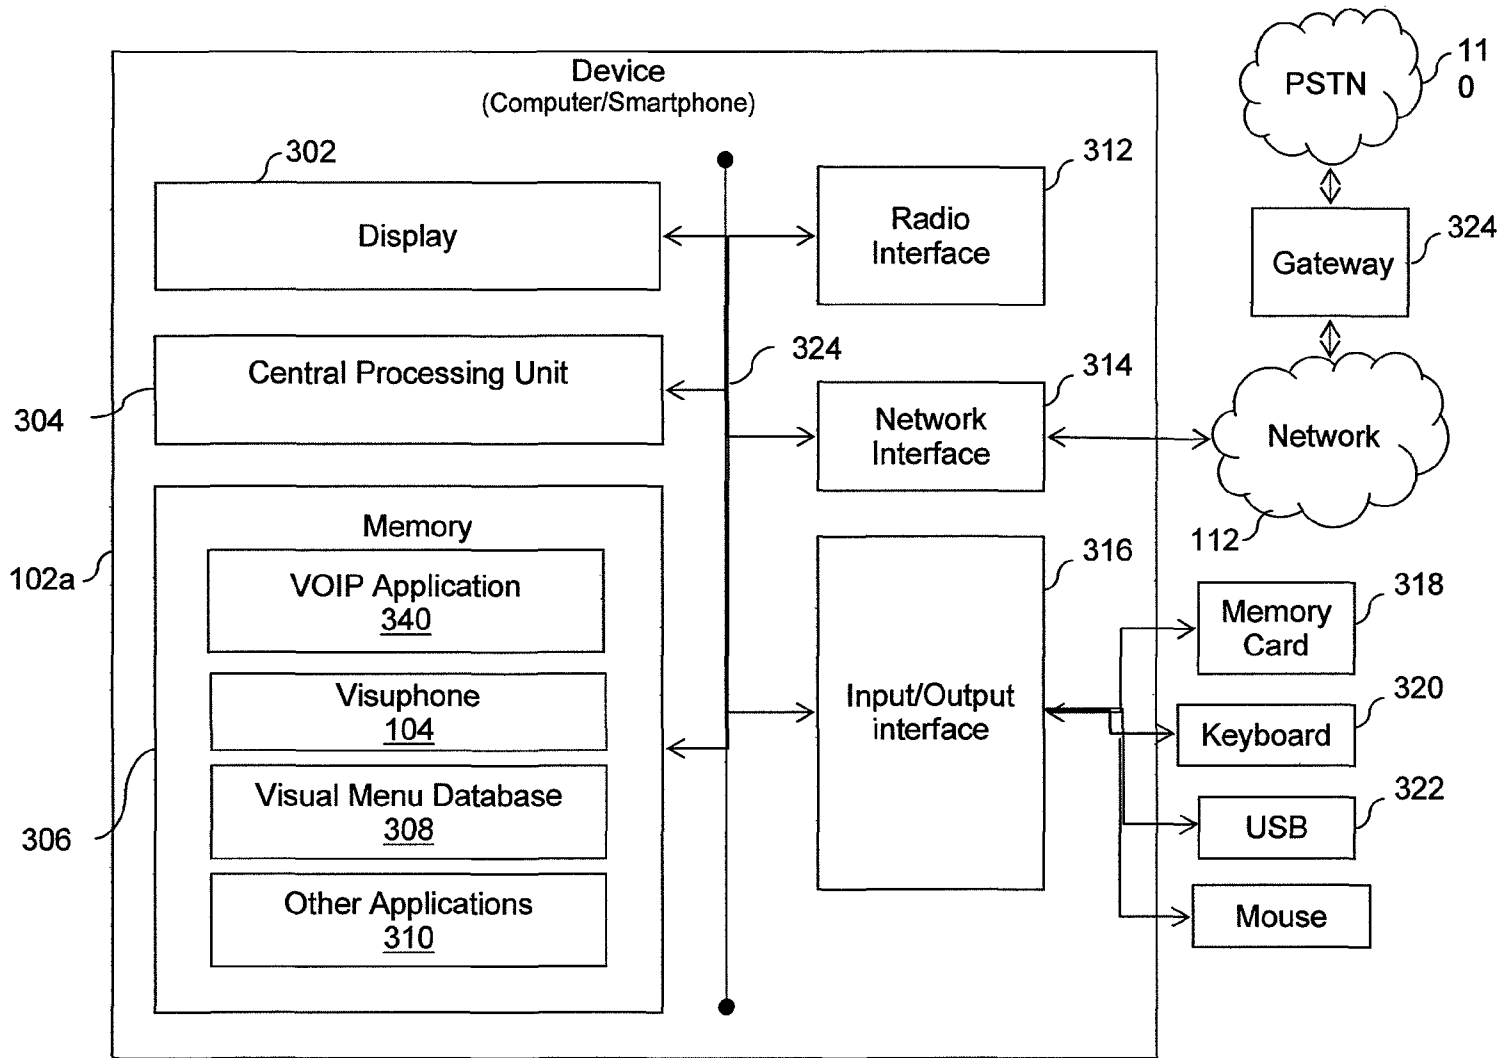 Device
(Computer/Smartphone)
PSTN
11
0
302
Display
312
Radio
Interface
Gateway
324
304
Central Processing Unit
324
314
Network
Interface
Network
112
102a
306
Memory
VOIP Application
340
Visuphone
104
Visual Menu Database
308
Other Applications
310
316
Input/Output
interface
318
Memory
Card
320
Keyboard
322
USB
Mouse